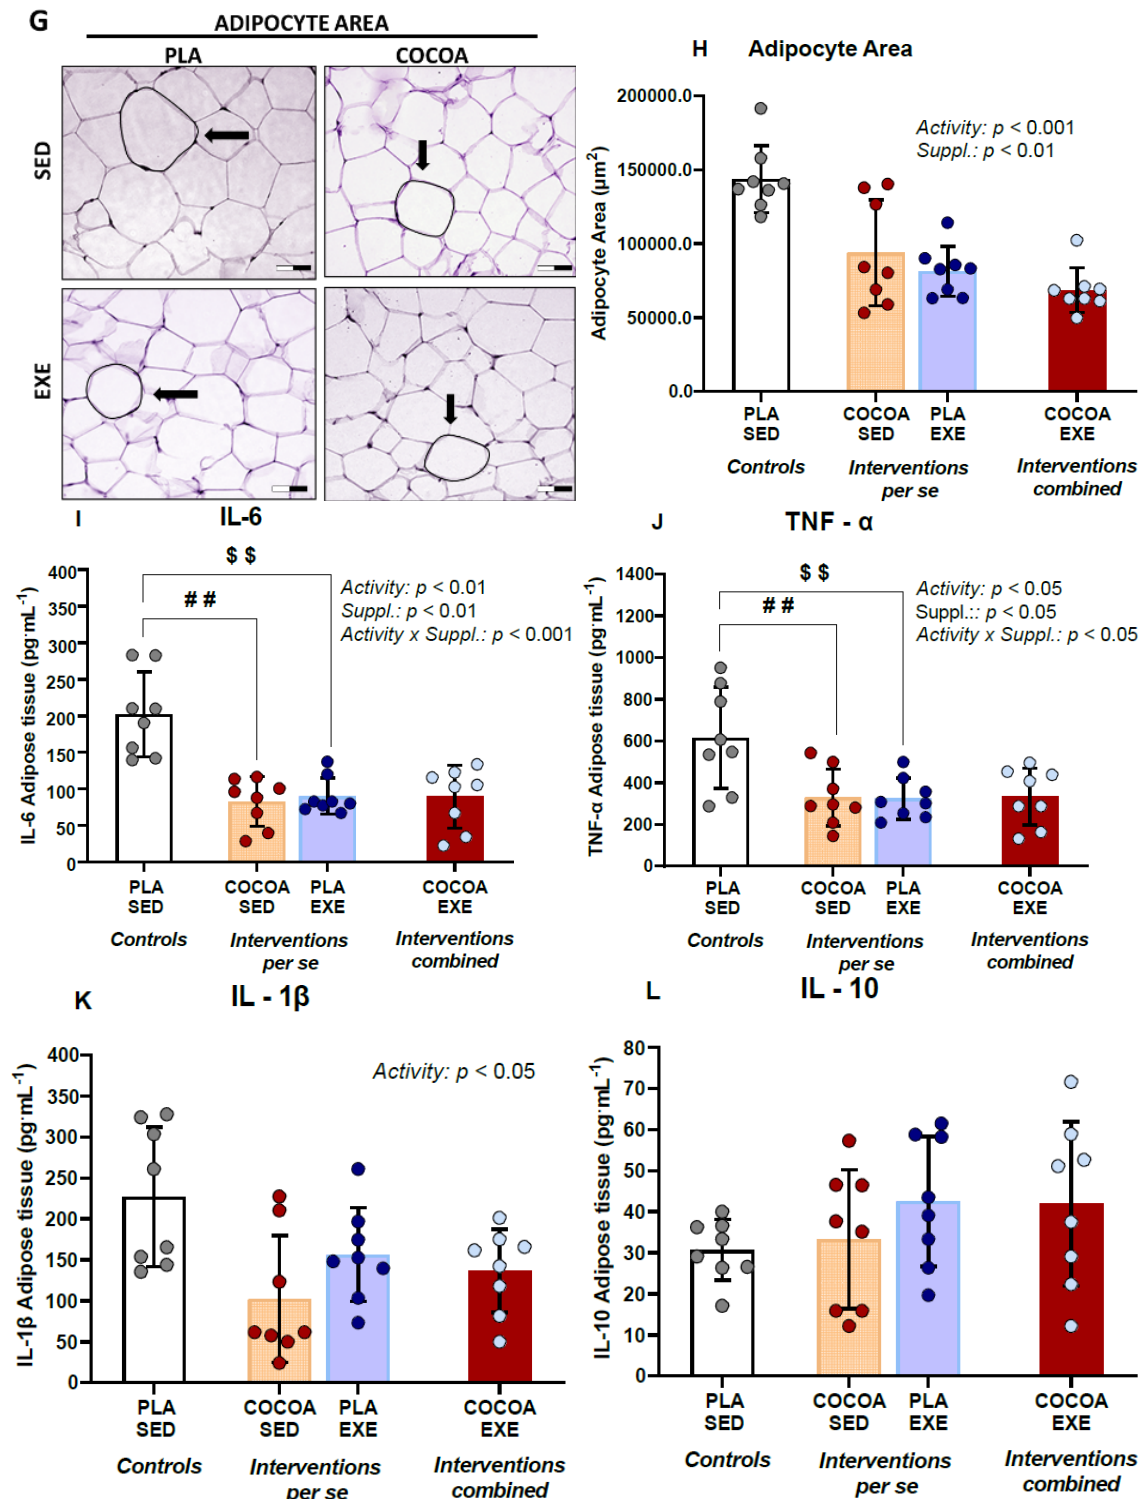 G
ADIPOCYTE AREA
PLA
COCOA
SED
EXE
H Adipocyte Area
Adipocyte Area (µm²)
200000.0
150000.0
100000.0
50000.0
0.0
Activity: p < 0.001
Suppl.: p < 0.01
PLA
SED
COCOA
SED
PLA
EXE
COCOA
EXE
Controls
Interventions
per se
Interventions
combined
I
IL-6
IL-6 Adipose tissue (pg·mL⁻¹)
400
350
300
250
200
150
100
50
0
$ $
# #
Activity: p < 0.01
Suppl.: p < 0.01
Activity x Suppl.: p < 0.001
PLA
SED
COCOA
SED
PLA
EXE
COCOA
EXE
Controls
Interventions
per se
Interventions
combined
J
TNF - α
TNF-α Adipose tissue (pg·mL⁻¹)
1400
1200
1000
800
600
400
200
0
$ $
# #
Activity: p < 0.05
Suppl.:: p < 0.05
Activity x Suppl.: p < 0.05
PLA
SED
COCOA
SED
PLA
EXE
COCOA
EXE
Controls
Interventions
per se
Interventions
combined
K
IL - 1β
IL-1β Adipose tissue (pg·mL⁻¹)
400
350
300
250
200
150
100
50
0
Activity: p < 0.05
PLA
SED
COCOA
SED
PLA
EXE
COCOA
EXE
Controls
Interventions
per se
Interventions
combined
L
IL - 10
IL-10 Adipose tissue (pg·mL⁻¹)
80
70
60
50
40
30
20
10
0
PLA
SED
COCOA
SED
PLA
EXE
COCOA
EXE
Controls
Interventions
per se
Interventions
combined